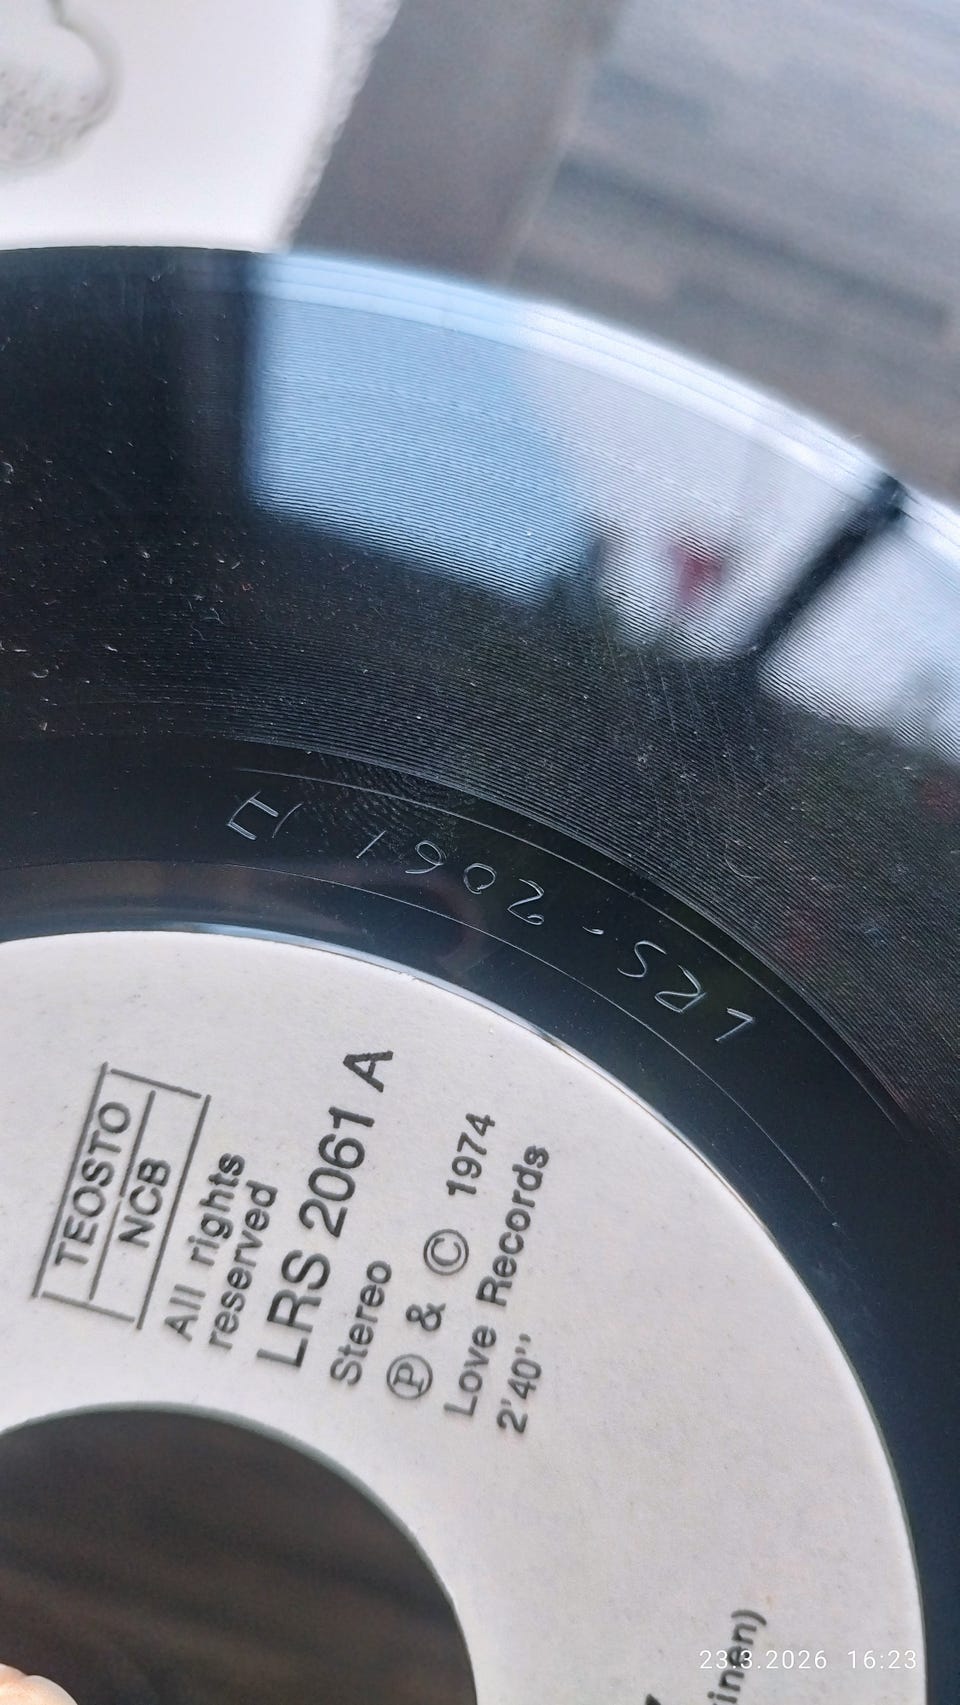 LRS. 2061 A
TEOSTO
NCB
All rights
reserved
LRS 2061 A
Stereo
Ⓟ & © 1974
Love Records
2'40''
inen)
23.3.2026 16:23